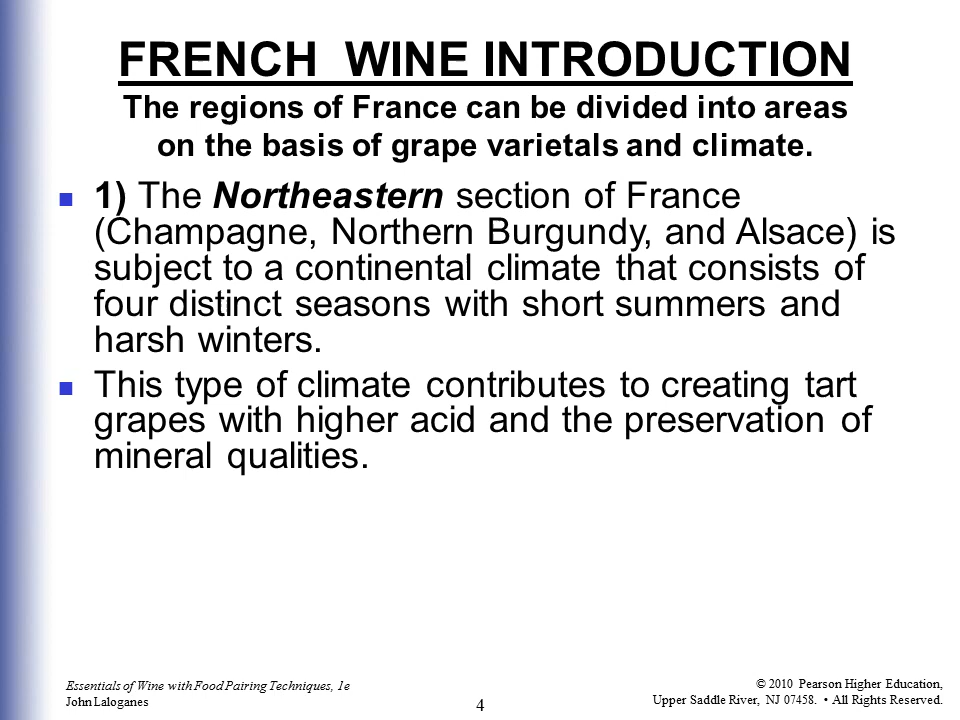 FRENCH WINE INTRODUCTION
The regions of France can be divided into areas
on the basis of grape varietals and climate.
1) The Northeastern section of France
(Champagne, Northern Burgundy, and Alsace) is
subject to a continental climate that consists of
four distinct seasons with short summers and
harsh winters.
This type of climate contributes to creating tart
grapes with higher acid and the preservation of
mineral qualities.
Essentials of Wine with Food Pairing Techniques, 1e
John Laloganes
4
© 2010 Pearson Higher Education,
Upper Saddle River, NJ 07458. • All Rights Reserved.